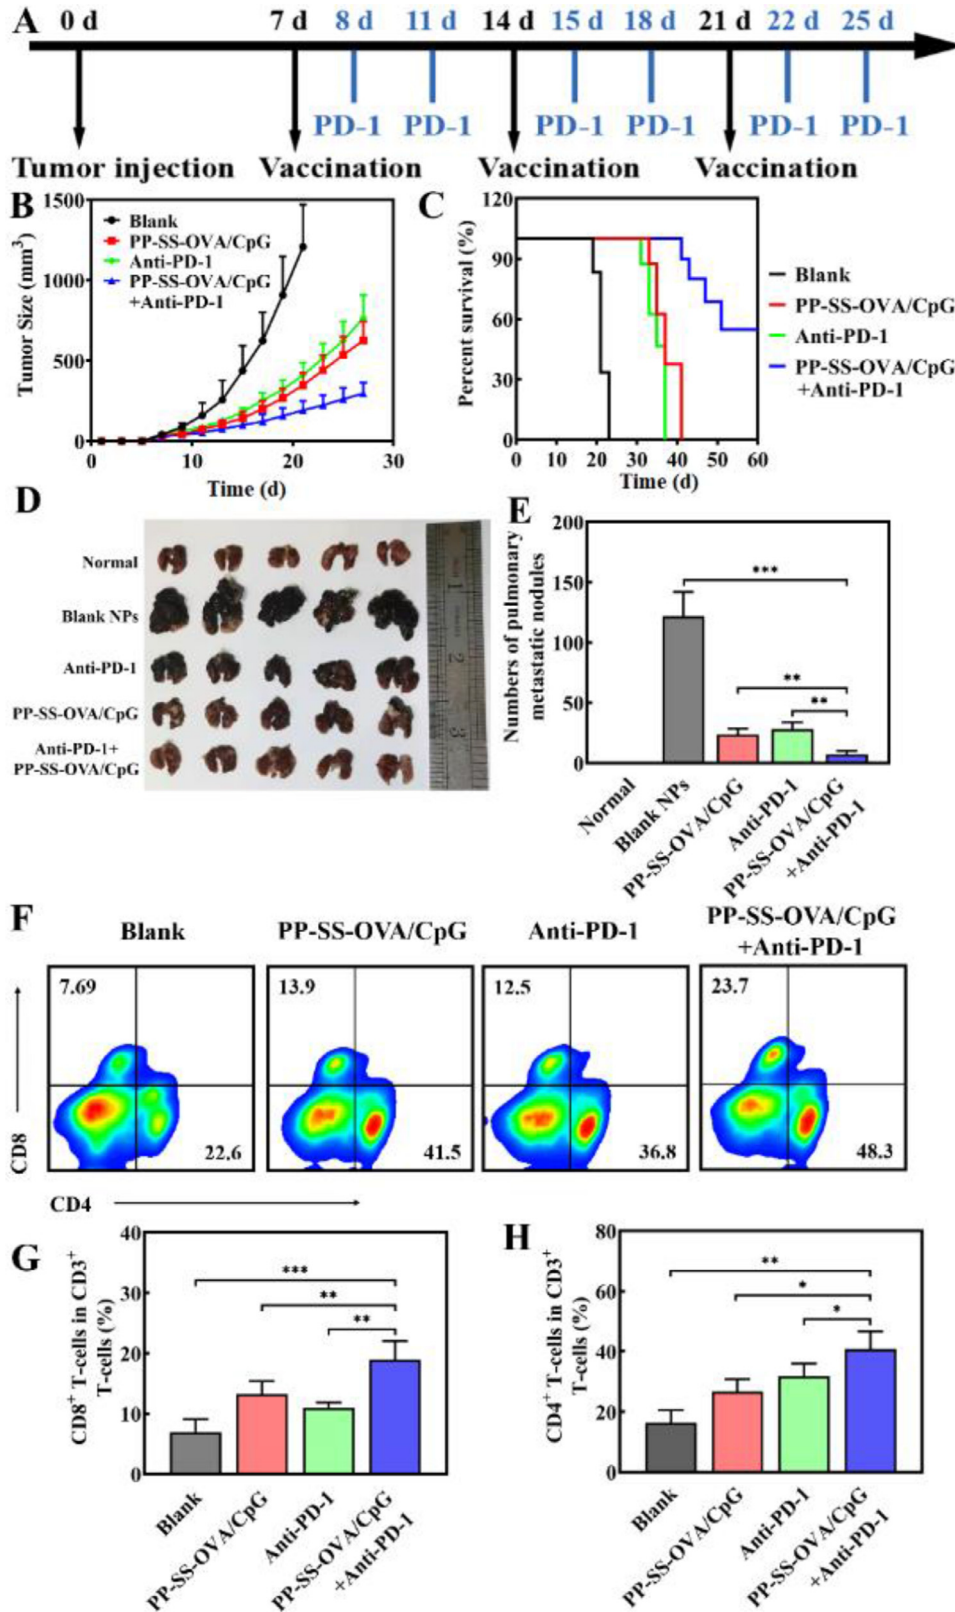 A
0 d 7 d 8 d 11 d 14 d 15 d 18 d 21 d 22 d 25 d
PD-1 PD-1 PD-1 PD-1 PD-1 PD-1
Tumor injection Vaccination Vaccination Vaccination
B
Tumor Size (mm³)
1500
1000
500
0
0 10 20 30
Time (d)
Blank
PP-SS-OVA/CpG
Anti-PD-1
PP-SS-OVA/CpG
+Anti-PD-1
C
Percent survival (%)
120
90
60
30
0
0 10 20 30 40 50 60
Time (d)
Blank
PP-SS-OVA/CpG
Anti-PD-1
PP-SS-OVA/CpG
+Anti-PD-1
D
Normal
Blank NPs
Anti-PD-1
PP-SS-OVA/CpG
Anti-PD-1+
PP-SS-OVA/CpG
1
2
3
E
Numbers of pulmonary
metastatic nodules
200
150
100
50
0
***
**
**
Normal
Blank NPs
PP-SS-OVA/CpG
Anti-PD-1
PP-SS-OVA/CpG
+Anti-PD-1
F
Blank PP-SS-OVA/CpG Anti-PD-1 PP-SS-OVA/CpG
+Anti-PD-1
7.69 13.9 12.5 23.7
22.6 41.5 36.8 48.3
CD8
CD4
G
CD8⁺ T-cells in CD3⁺
T-cells (%)
40
30
20
10
0
***
**
**
Blank
PP-SS-OVA/CpG
Anti-PD-1
PP-SS-OVA/CpG
+Anti-PD-1
H
CD4⁺ T-cells in CD3⁺
T-cells (%)
80
60
40
20
0
**
*
*
Blank
PP-SS-OVA/CpG
Anti-PD-1
PP-SS-OVA/CpG
+Anti-PD-1